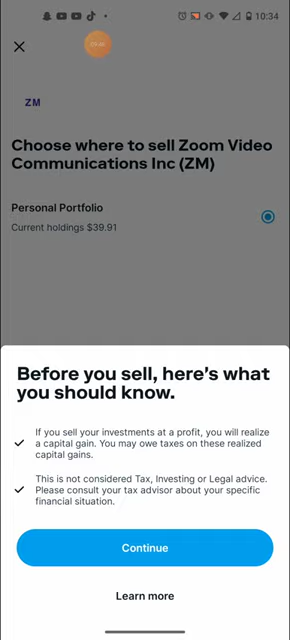 10:34
ZM
Choose where to sell Zoom Video
Communications Inc (ZM)
Personal Portfolio
Current holdings $39.91
Before you sell, here's what
you should know.
If you sell your investments at a profit, you will realize
a capital gain. You may owe taxes on these realized
capital gains.
This is not considered Tax, Investing or Legal advice.
Please consult your tax advisor about your specific
financial situation.
Continue
Learn more